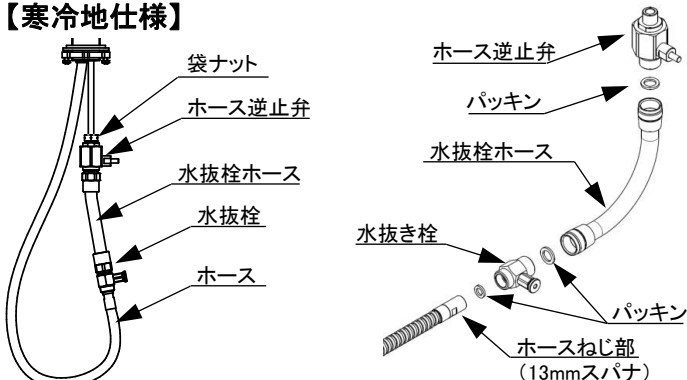 【寒冷地仕様】
袋ナット
ホース逆止弁
水抜栓ホース
水抜栓
ホース
ホース逆止弁
パッキン
水抜栓ホース
水抜き栓
パッキン
ホースねじ部
(13mmスパナ)